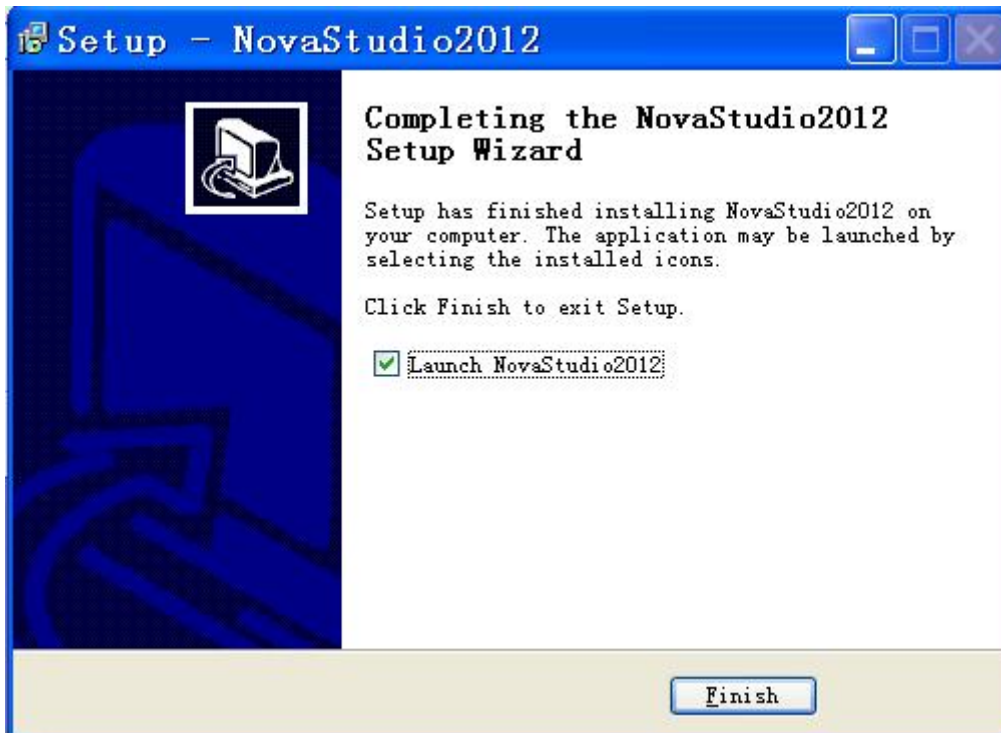 Setup - NovaStudio2012
Completing the NovaStudio2012
Setup Wizard
Setup has finished installing NovaStudio2012 on
your computer. The application may be launched by
selecting the installed icons.
Click Finish to exit Setup.
Launch NovaStudio2012
Finish